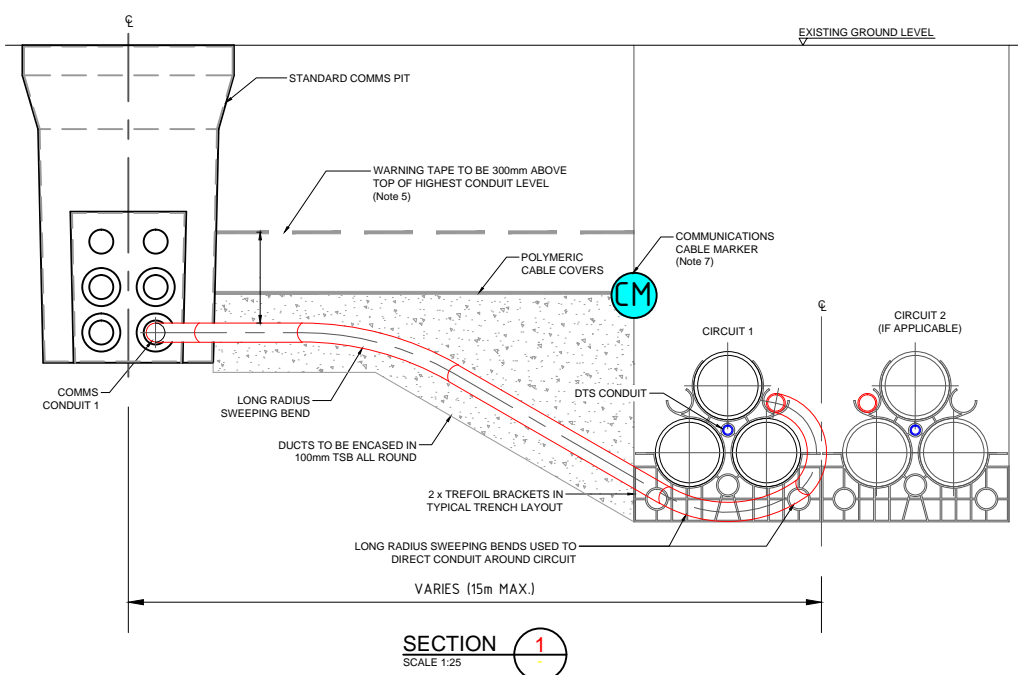 ℄
EXISTING GROUND LEVEL
STANDARD COMMS PIT
WARNING TAPE TO BE 300mm ABOVE
TOP OF HIGHEST CONDUIT LEVEL
(Note 5)
COMMUNICATIONS
CABLE MARKER
(Note 7)
POLYMERIC
CABLE COVERS
CM
℄
CIRCUIT 1
CIRCUIT 2
(IF APPLICABLE)
DTS CONDUIT
COMMS
CONDUIT 1
LONG RADIUS
SWEEPING BEND
DUCTS TO BE ENCASED IN
100mm TSB ALL ROUND
2 x TREFOIL BRACKETS IN
TYPICAL TRENCH LAYOUT
LONG RADIUS SWEEPING BENDS USED TO
DIRECT CONDUIT AROUND CIRCUIT
VARIES (15m MAX.)
SECTION 1
SCALE 1:25 -